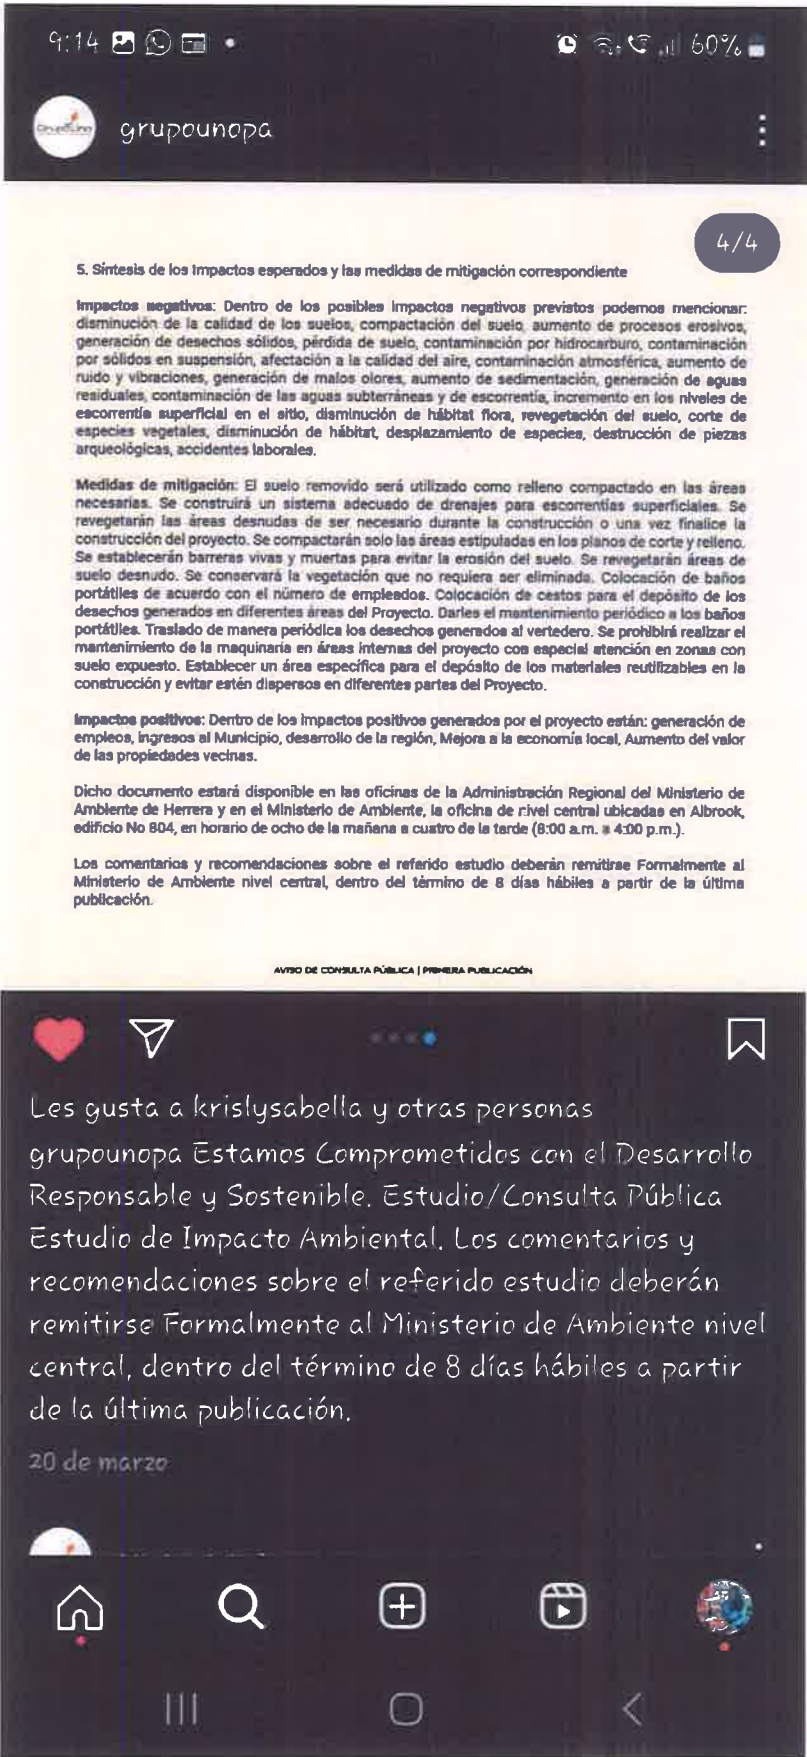 9:14
60%
grupounopa
4/4
5. Síntesis de los Impactos esperados y las medidas de mitigación correspondiente
Impactos negativos: Dentro de los posibles impactos negativos previstos podemos mencionar:
disminución de la calidad de los suelos, compactación del suelo, aumento de procesos erosivos,
generación de desechos sólidos, pérdida de suelo, contaminación por hidrocarburo, contaminación
por sólidos en suspensión, afectación a la calidad del aire, contaminación atmosférica, aumento de
ruido y vibraciones, generación de malos olores, aumento de sedimentación, generación de aguas
residuales, contaminación de las aguas subterráneas y de escorrentía, incremento en los niveles de
escorrentía superficial en el sitio, disminución de hábitat flora, revegetación del suelo, corte de
especies vegetales, disminución de hábitat, desplazamiento de especies, destrucción de piezas
arqueológicas, accidentes laborales.
Medidas de mitigación: El suelo removido será utilizado como relleno compactado en las áreas
necesarias. Se construirá un sistema adecuado de drenajes para escorrentías superficiales. Se
revegetarán las áreas desnudas de ser necesario durante la construcción o una vez finalice la
construcción del proyecto. Se compactarán solo las áreas estipuladas en los planos de corte y relleno.
Se establecerán barreras vivas y muertas para evitar la erosión del suelo. Se revegetarán áreas de
suelo desnudo. Se conservará la vegetación que no requiera ser eliminada. Colocación de baños
portátiles de acuerdo con el número de empleados. Colocación de cestos para el depósito de los
desechos generados en diferentes áreas del Proyecto. Darles el mantenimiento periódico a los baños
portátiles. Traslado de manera periódica los desechos generados al vertedero. Se prohibirá realizar el
mantenimiento de la maquinaria en áreas internas del proyecto con especial atención en zonas con
suelo expuesto. Establecer un área específica para el depósito de los materiales reutilizables en la
construcción y evitar estén dispersos en diferentes partes del Proyecto.
Impactos positivos: Dentro de los impactos positivos generados por el proyecto están: generación de
empleos, ingresos al Municipio, desarrollo de la región, Mejora a la economía local, Aumento del valor
de las propiedades vecinas.
Dicho documento estará disponible en las oficinas de la Administración Regional del Ministerio de
Ambiente de Herrera y en el Ministerio de Ambiente, la oficina de nivel central ubicadas en Albrook,
edificio No 804, en horario de ocho de la mañana a cuatro de la tarde (8:00 a.m. a 4:00 p.m.).
Los comentarios y recomendaciones sobre el referido estudio deberán remitirse Formalmente al
Ministerio de Ambiente nivel central, dentro del término de 8 días hábiles a partir de la última
publicación.
AVISO DE CONSULTA PÚBLICA | PRIMERA PUBLICACIÓN
Les gusta a krislysabella y otras personas
grupounopa Estamos Comprometidos con el Desarrollo
Responsable y Sostenible. Estudio/Consulta Pública
Estudio de Impacto Ambiental. Los comentarios y
recomendaciones sobre el referido estudio deberán
remitirse Formalmente al Ministerio de Ambiente nivel
central, dentro del término de 8 días hábiles a partir
de la última publicación.
20 de marzo